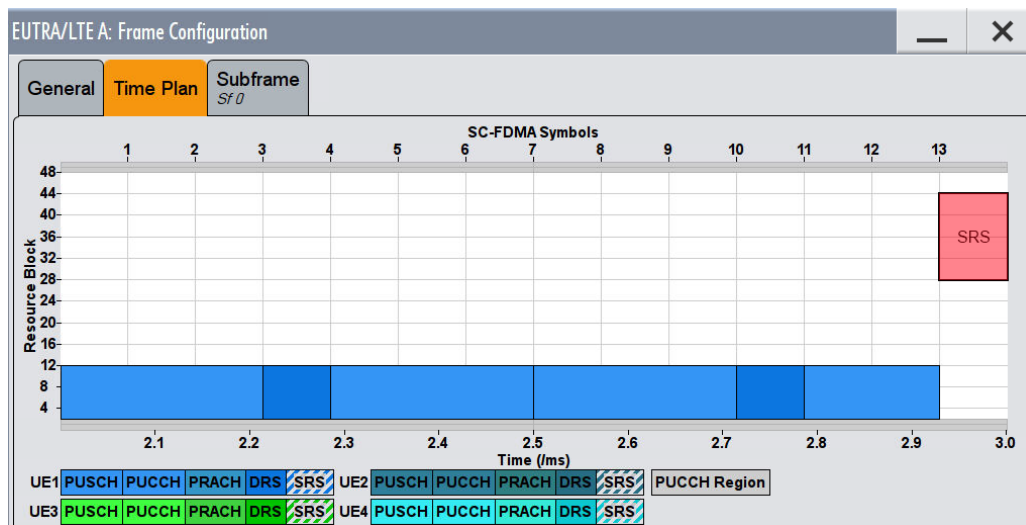 EUTRA/LTE A: Frame Configuration
General Time Plan Subframe
Sf 0
SC-FDMA Symbols
1 2 3 4 5 6 7 8 9 10 11 12 13
Resource Block
48
44
40
36
32
28
24
20
16
12
8
4
SRS
2.1 2.2 2.3 2.4 2.5 2.6 2.7 2.8 2.9 3.0
Time (/ms)
UE1 PUSCH PUCCH PRACH DRS SRS UE2 PUSCH PUCCH PRACH DRS SRS PUCCH Region
UE3 PUSCH PUCCH PRACH DRS SRS UE4 PUSCH PUCCH PRACH DRS SRS